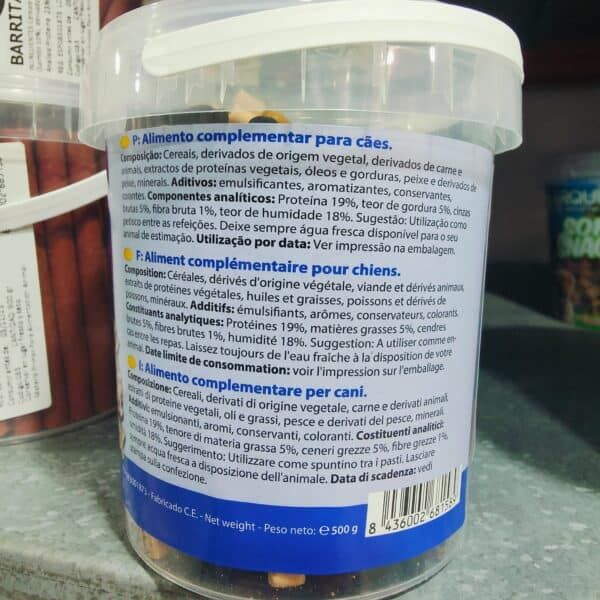 BARRITA
P: Alimento complementar para cães.
Composição: Cereais, derivados de origem vegetal, derivados de carne e
animais, extractos de proteínas vegetais, óleos e gorduras, peixe e derivados de
peixe, minerais. Aditivos: emulsificantes, aromatizantes, conservantes,
corantes. Componentes analíticos: Proteína 19%, teor de gordura 5%, cinzas
brutas 5%, fibra bruta 1%, teor de humidade 18%. Sugestão: Utilização como
petisco entre as refeições. Deixe sempre água fresca disponível para o seu
animal de estimação. Utilização por data: Ver impressão na embalagem.
F: Aliment complémentaire pour chiens.
Composition: Céréales, dérivés d'origine végétale, viande et dérivés animaux,
extraits de protéines végétales, huiles et graisses, poissons et dérivés de
poissons, minéraux. Additifs: émulsifiants, arômes, conservateurs, colorants.
Constituants analytiques: Protéines 19%, matières grasses 5%, cendres
brutes 5%, fibres brutes 1%, humidité 18%. Suggestion: A utiliser comme en-
cas entre les repas. Laissez toujours de l'eau fraîche à la disposition de votre
animal. Date limite de consommation: voir l'impression sur l'emballage.
I: Alimento complementare per cani.
Composizione: Cereali, derivati di origine vegetale, carne e derivati animali,
estratti di proteine vegetali, oli e grassi, pesce e derivati del pesce, minerali.
Additivi: emulsionanti, aromi, conservanti, coloranti. Costituenti analitici:
Proteina 19%, tenore di materia grassa 5%, ceneri grezze 5%, fibre grezze 1%,
umidità 18%. Suggerimento: Utilizzare come spuntino tra i pasti. Lasciare
sempre acqua fresca a disposizione dell'animale. Data di scadenza: vedi
sulla confezione.
- Fabricado C.E. - Net weight - Peso neto: e 500 g
8 436002 68158